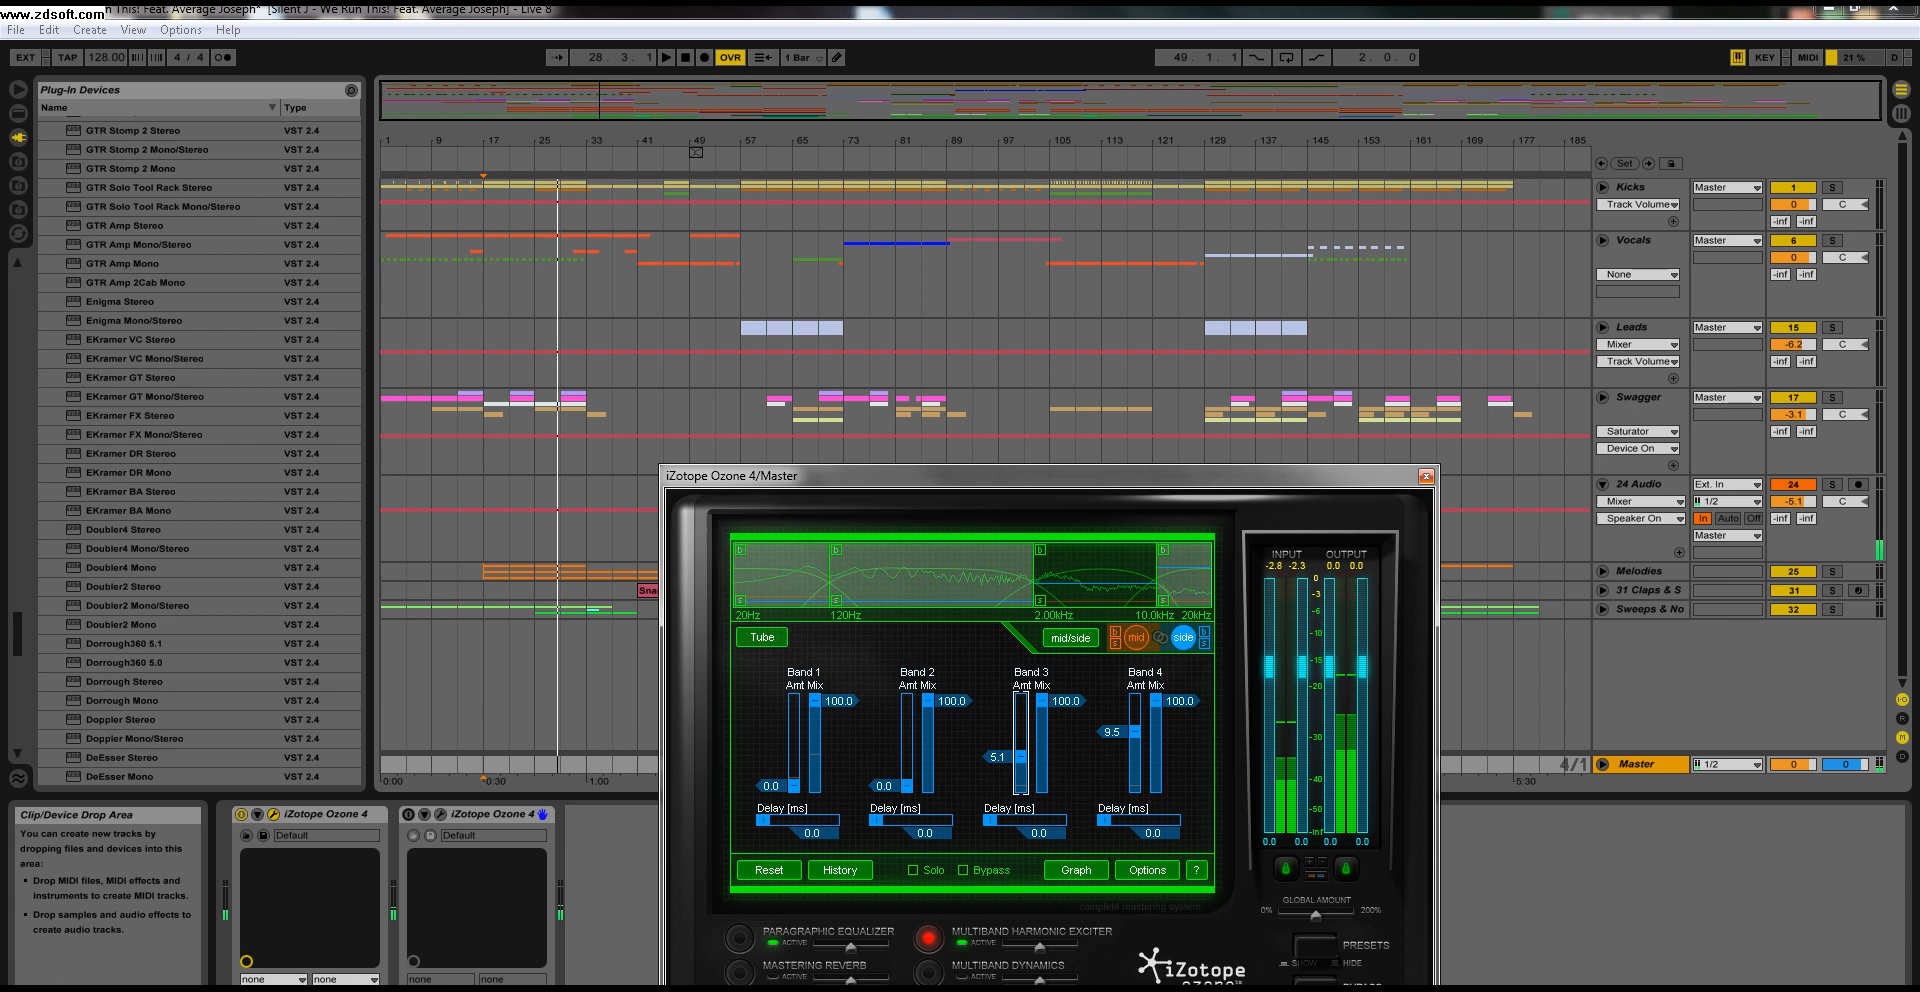 www.zdsoft.com
n This! Feat. Average Joseph* [Silent J - We Run This! Feat. Average Joseph] - Live 8
File Edit Create View Options Help
EXT TAP 128.00 4 / 4
28. 3. 1
OVR
1 Bar
49. 1. 1
2. 0. 0
KEY MIDI 21 % D
Plug-In Devices
Name Type
GTR Stomp 2 Stereo VST 2.4
GTR Stomp 2 Mono/Stereo VST 2.4
GTR Stomp 2 Mono VST 2.4
GTR Solo Tool Rack Stereo VST 2.4
GTR Solo Tool Rack Mono/Stereo VST 2.4
GTR Amp Stereo VST 2.4
GTR Amp Mono/Stereo VST 2.4
GTR Amp Mono VST 2.4
GTR Amp 2Cab Mono VST 2.4
Enigma Stereo VST 2.4
Enigma Mono/Stereo VST 2.4
EKramer VC Stereo VST 2.4
EKramer VC Mono/Stereo VST 2.4
EKramer GT Stereo VST 2.4
EKramer GT Mono/Stereo VST 2.4
EKramer FX Stereo VST 2.4
EKramer FX Mono/Stereo VST 2.4
EKramer DR Stereo VST 2.4
EKramer DR Mono VST 2.4
EKramer BA Stereo VST 2.4
EKramer BA Mono VST 2.4
Doubler4 Stereo VST 2.4
Doubler4 Mono/Stereo VST 2.4
Doubler4 Mono VST 2.4
Doubler2 Stereo VST 2.4
Doubler2 Mono/Stereo VST 2.4
Doubler2 Mono VST 2.4
Dorrough360 5.1 VST 2.4
Dorrough360 5.0 VST 2.4
Dorrough Stereo VST 2.4
Dorrough Mono VST 2.4
Doppler Stereo VST 2.4
Doppler Mono/Stereo VST 2.4
DeEsser Stereo VST 2.4
DeEsser Mono VST 2.4
1 9 17 25 33 41 49 57 65 73 81 89 97 105 113 121 129 137 145 153 161 169 177 185
Set
Kicks Master 1 S
Track Volume 0 C
-inf -inf
Vocals Master 6 S
0 C
None -inf -inf
Leads Master 15 S
Mixer -6.2 C
Track Volume -inf -inf
Swagger Master 17 S
-3.1 C
Saturator -inf -inf
Device On
24 Audio Ext. In 24 S
Mixer 1/2 -5.1 C
Speaker On In Auto Off -inf -inf
Master
Melodies 25 S
31 Claps & S 31 S
Sweeps & No 32 S
Sna
4/1 Master 1/2 0 0
0:00 0:30 1:00 5:30
iZotope Ozone 4/Master
b b b b
s s s s
20Hz 120Hz 2.00kHz 10.0kHz 20kHz
Tube mid/side b s mid side b s
Band 1 Band 2 Band 3 Band 4
Amt Mix Amt Mix Amt Mix Amt Mix
100.0 100.0 100.0 100.0
0.0 0.0 5.1 9.5
Delay [ms] Delay [ms] Delay [ms] Delay [ms]
0.0 0.0 0.0 0.0
Reset History Solo Bypass Graph Options ?
complete mastering system
INPUT OUTPUT
-2.8 -2.3 0.0 0.0
0
-3
-6
-10
-15
-20
-30
-40
-50
-Inf
0.0 0.0 0.0 0.0
GLOBAL AMOUNT
0% 200%
PRESETS
SHOW HIDE
PARAGRAPHIC EQUALIZER
ACTIVE
MULTIBAND HARMONIC EXCITER
ACTIVE
MASTERING REVERB
ACTIVE
MULTIBAND DYNAMICS
ACTIVE
iZotope
Clip/Device Drop Area
You can create new tracks by
dropping files and devices into this
area:
Drop MIDI files, MIDI effects and
instruments to create MIDI tracks.
Drop samples and audio effects to
create audio tracks.
iZotope Ozone 4
Default
none none
iZotope Ozone 4
Default
none none